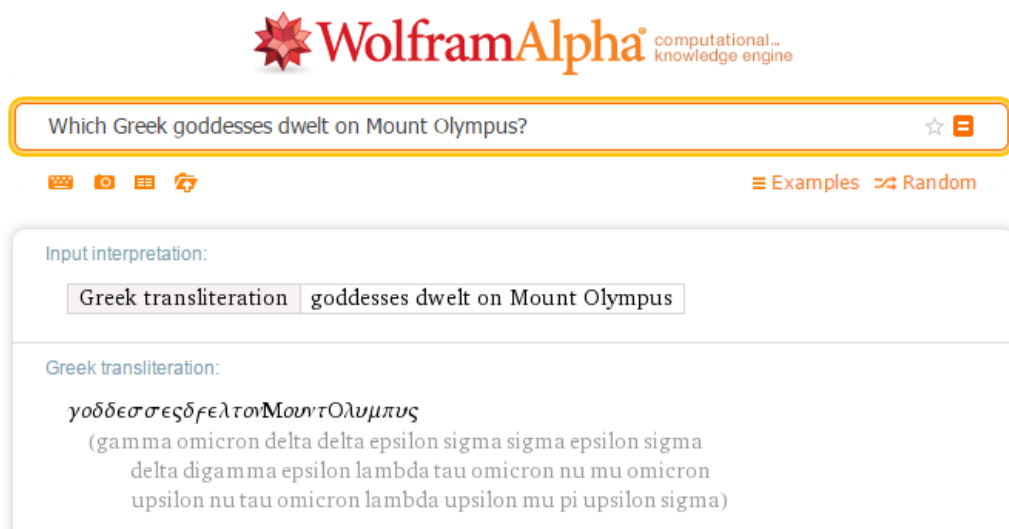 WolframAlpha computational... knowledge engine
Which Greek goddesses dwelt on Mount Olympus?
Examples Random
Input interpretation:
Greek transliteration goddesses dwelt on Mount Olympus
Greek transliteration:
γοδδεσσεςδϝελτονΜουντΟλυμπυς
(gamma omicron delta delta epsilon sigma sigma epsilon sigma
delta digamma epsilon lambda tau omicron nu mu omicron
upsilon nu tau omicron lambda upsilon mu pi upsilon sigma)